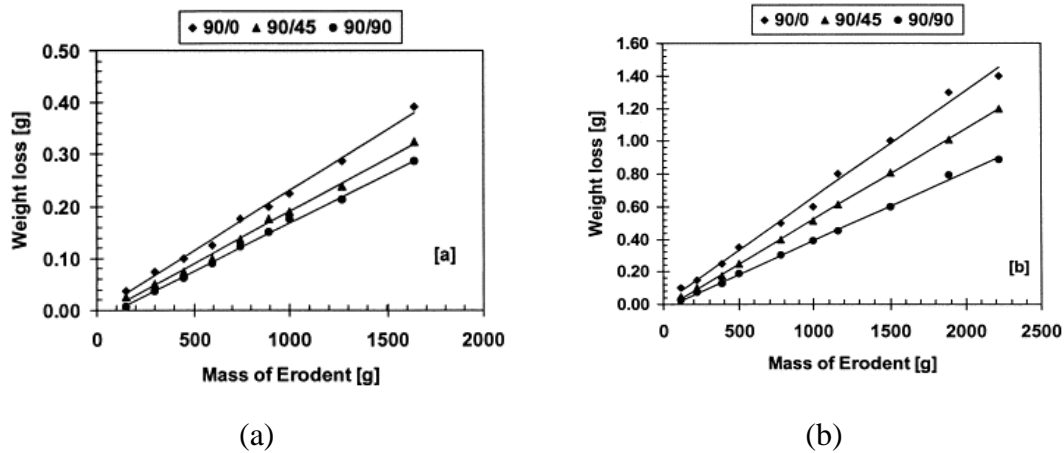 ◆ 90/0 ▲ 90/45 ● 90/90
0.50
0.40
0.30
0.20
0.10
0.00
Weight loss [g]
[a]
0 500 1000 1500 2000
Mass of Erodent [g]
(a)
◆ 90/0 ▲ 90/45 ● 90/90
1.60
1.40
1.20
1.00
0.80
0.60
0.40
0.20
0.00
Weight loss [g]
[b]
0 500 1000 1500 2000 2500
Mass of Erodent [g]
(b)